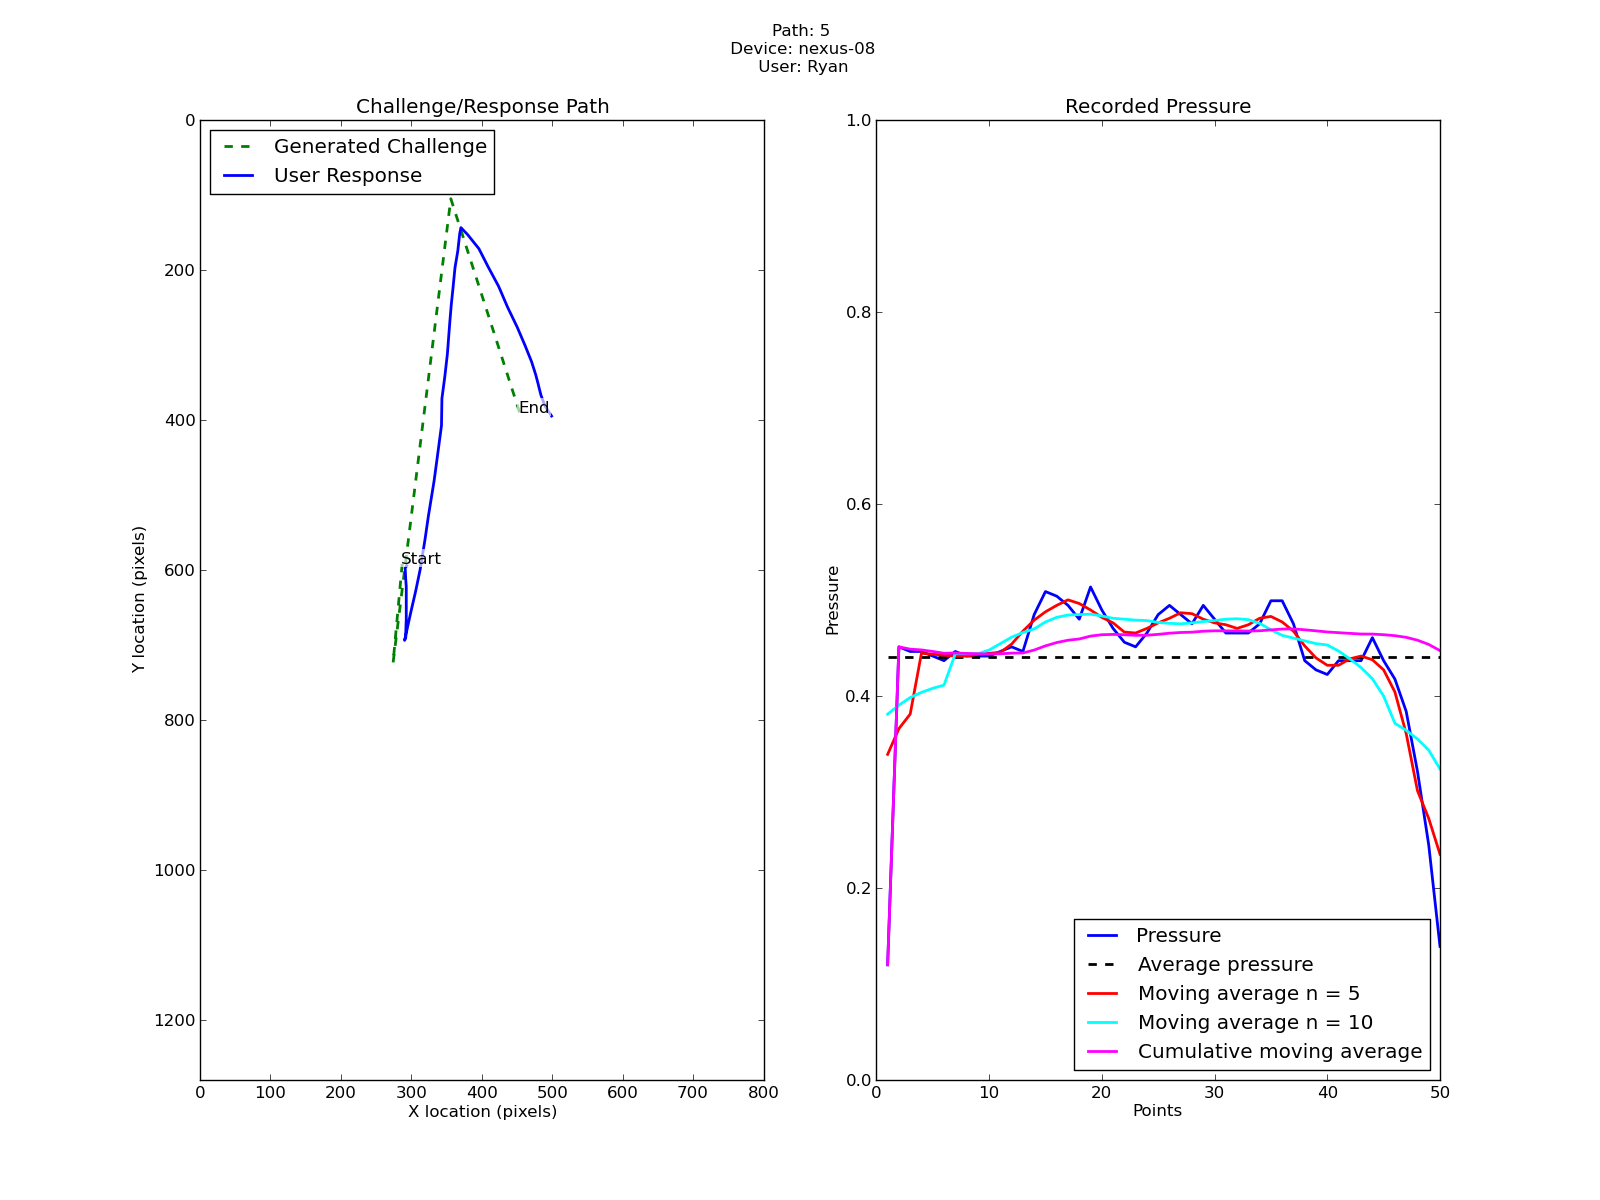 Path: 5
Device: nexus-08
User: Ryan
Challenge/Response Path
Generated Challenge
User Response
Start
End
0
200
400
600
800
1000
1200
Y location (pixels)
0 100 200 300 400 500 600 700 800
X location (pixels)
Recorded Pressure
1.0
0.8
0.6
0.4
0.2
0.0
Pressure
Pressure
Average pressure
Moving average n = 5
Moving average n = 10
Cumulative moving average
0 10 20 30 40 50
Points